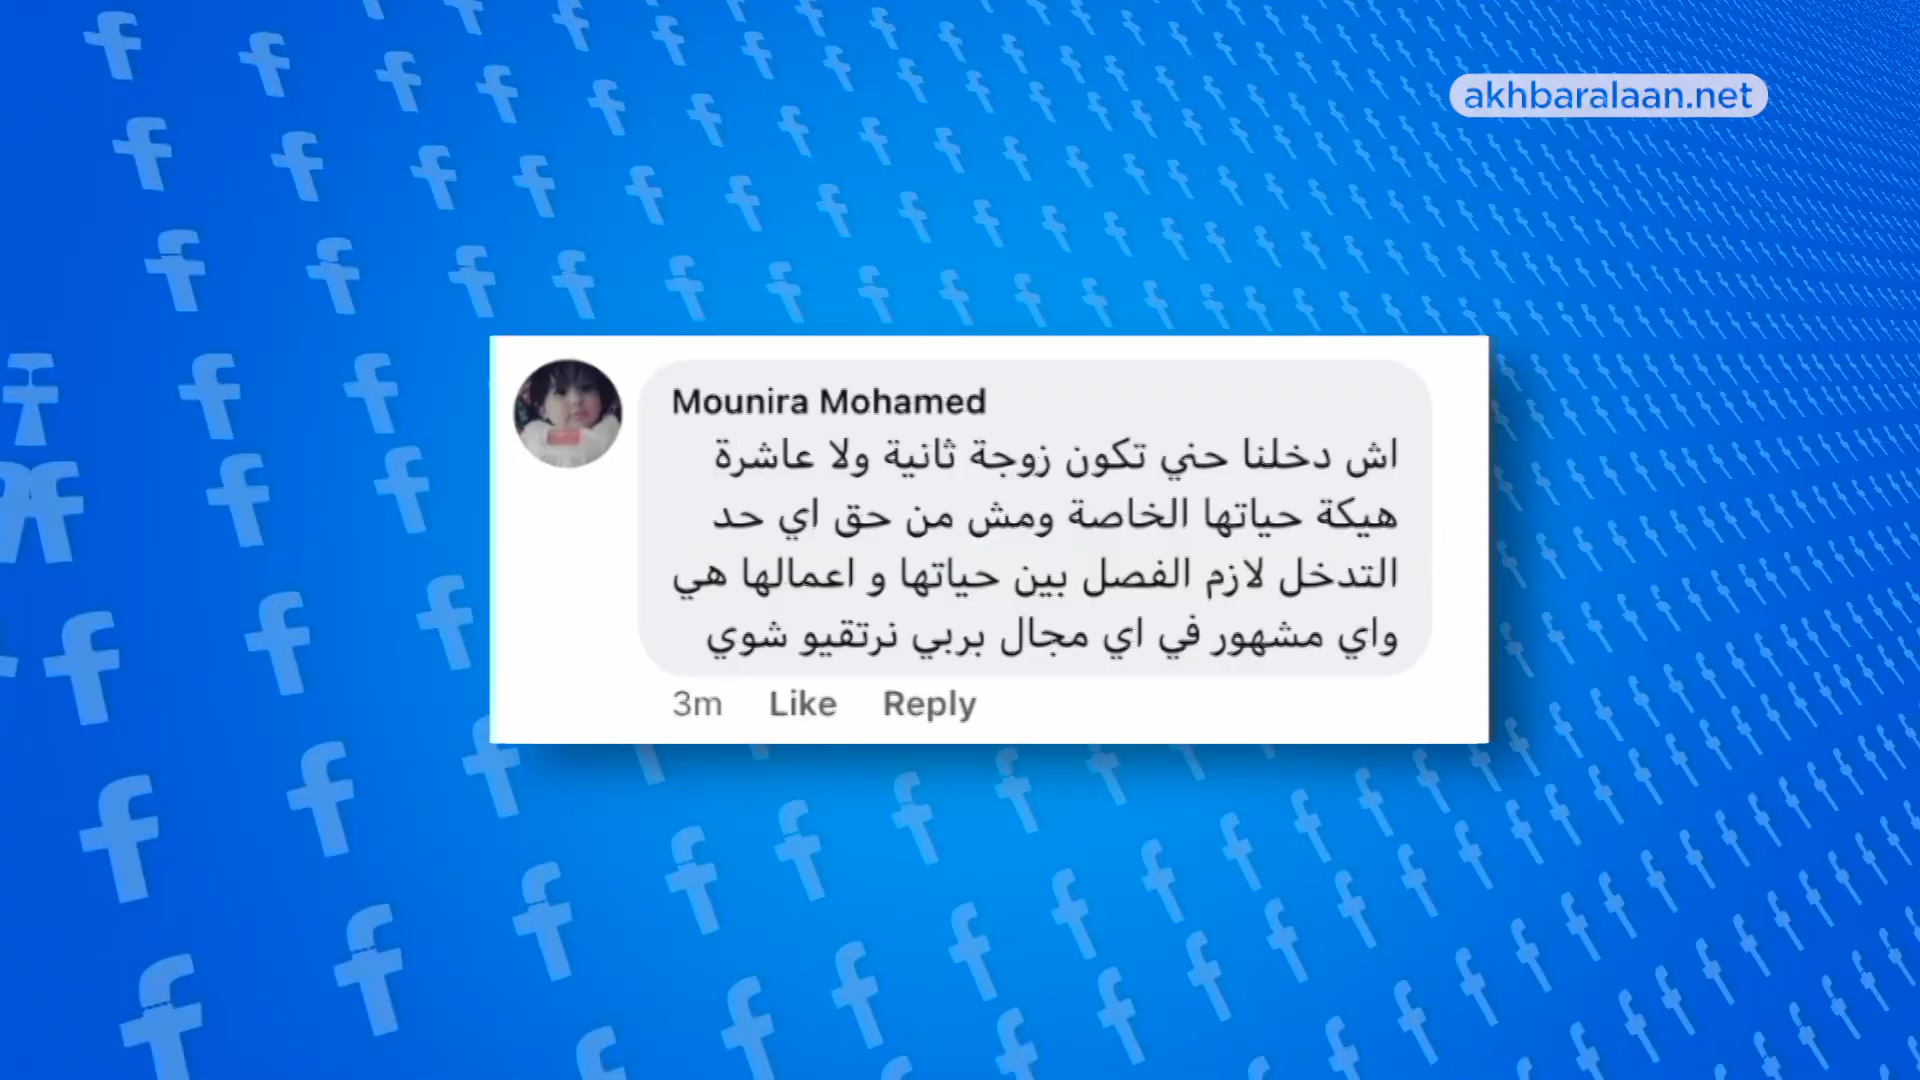 akhbaralaan.net
Mounira Mohamed
اش دخلنا حني تكون زوجة ثانية ولا عاشرة
هيكة حياتها الخاصة ومش من حق اي حد
التدخل لازم الفصل بين حياتها و اعمالها هي
واي مشهور في اي مجال بربي نرتقيو شوي
3m Like Reply